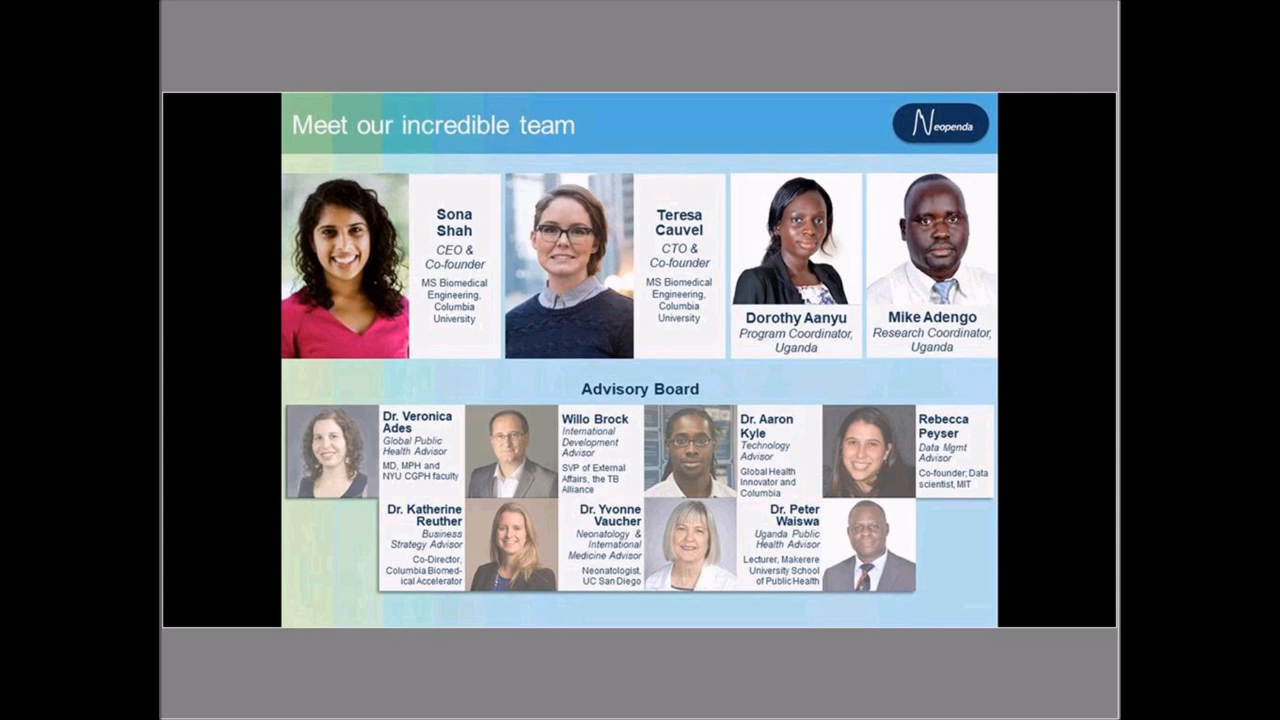 Meet our incredible team
Neopenda
Sona
Shah
CEO &
Co-founder
MS Biomedical
Engineering,
Columbia
University
Teresa
Cauvel
CTO &
Co-founder
MS Biomedical
Engineering,
Columbia
University
Dorothy Aanyu
Program Coordinator,
Uganda
Mike Adengo
Research Coordinator,
Uganda
Advisory Board
Dr. Veronica
Ades
Global Public
Health Advisor
MD, MPH and
NYU CGPH faculty
Willo Brock
International
Development
Advisor
SVP of External
Affairs, the TB
Alliance
Dr. Aaron
Kyle
Technology
Advisor
Global Health
Innovator and
Columbia
Rebecca
Peyser
Data Mgmt
Advisor
Co-founder; Data
scientist, MIT
Dr. Katherine
Reuther
Business
Strategy Advisor
Co-Director,
Columbia Biomed-
ical Accelerator
Dr. Yvonne
Vaucher
Neonatology &
International
Medicine Advisor
Neonatologist,
UC San Diego
Dr. Peter
Waiswa
Uganda Public
Health Advisor
Lecturer, Makerere
University School
of Public Health